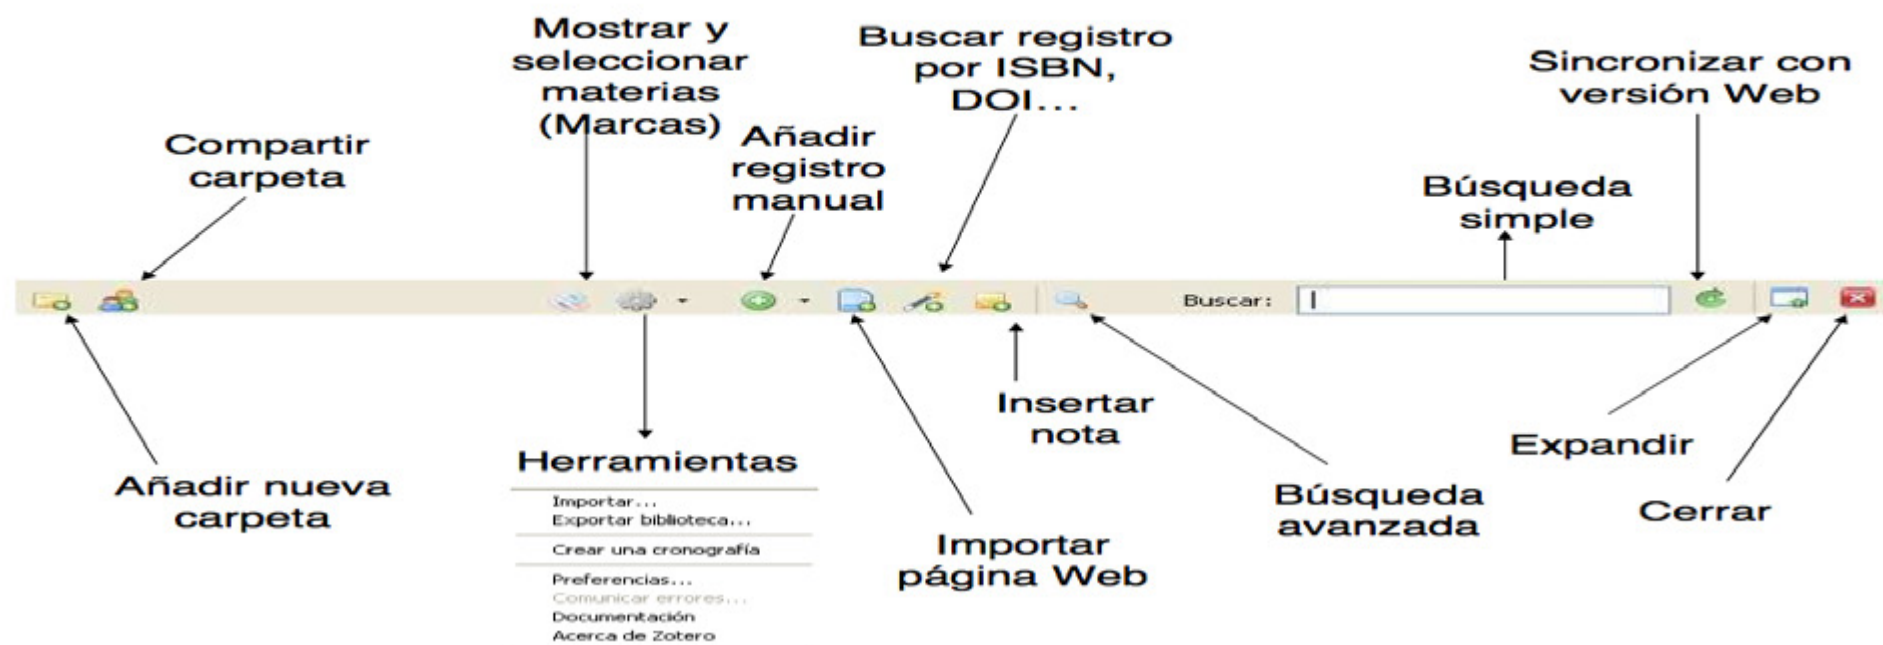 Mostrar y
seleccionar
materias
(Marcas)
Buscar registro
por ISBN,
DOI...
Sincronizar con
versión Web
Compartir
carpeta
Añadir
registro
manual
Búsqueda
simple
Buscar:
Insertar
nota
Expandir
Herramientas
Importar...
Exportar biblioteca...
Crear una cronografía
Preferencias...
Comunicar errores...
Documentación
Acerca de Zotero
Añadir nueva
carpeta
Importar
página Web
Búsqueda
avanzada
Cerrar